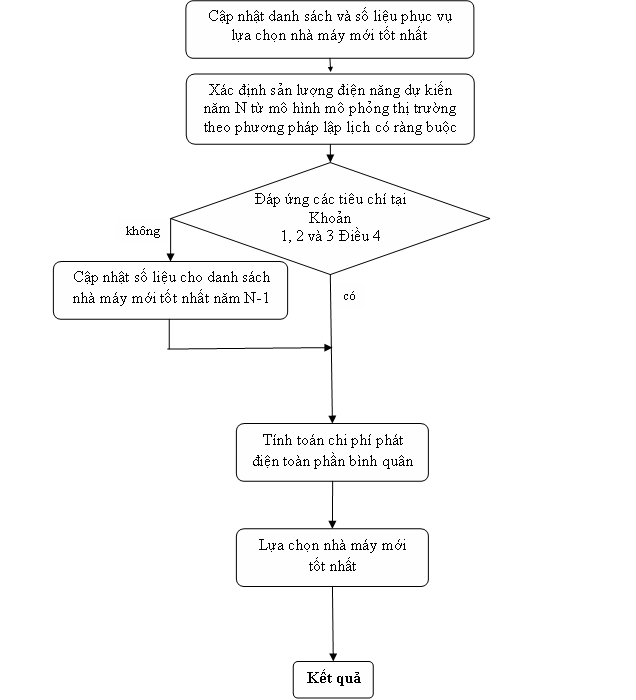 Cập nhật danh sách và số liệu phục vụ
lựa chọn nhà máy mới tốt nhất
Xác định sản lượng điện năng dự kiến
năm N từ mô hình mô phỏng thị trường
theo phương pháp lập lịch có ràng buộc
Đáp ứng các tiêu chí tại
Khoản
1, 2 và 3 Điều 4
không
Cập nhật số liệu cho danh sách
nhà máy mới tốt nhất năm N-1
có
Tính toán chi phí phát
điện toàn phần bình quân
Lựa chọn nhà máy mới
tốt nhất
Kết quả